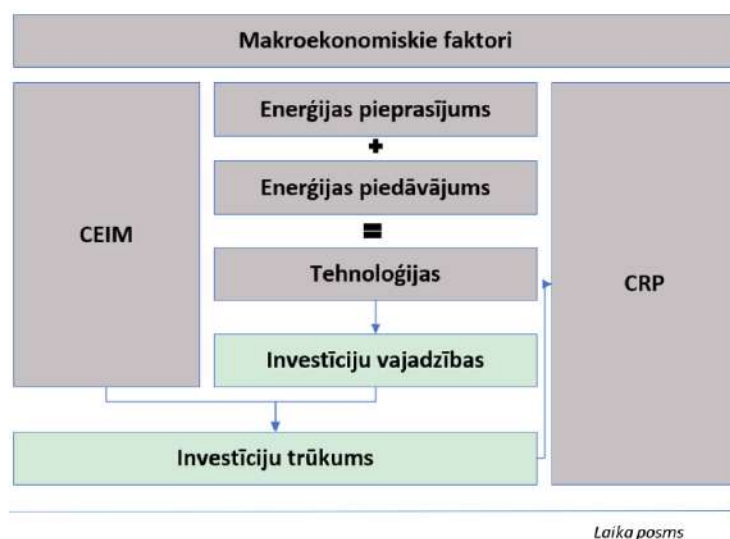 Makroekonomiskie faktori
CEIM
Enerģijas pieprasījums
+
Enerģijas piedāvājums
=
Tehnoloģijas
Investīciju vajadzības
Investīciju trūkums
CRP
Laika posms